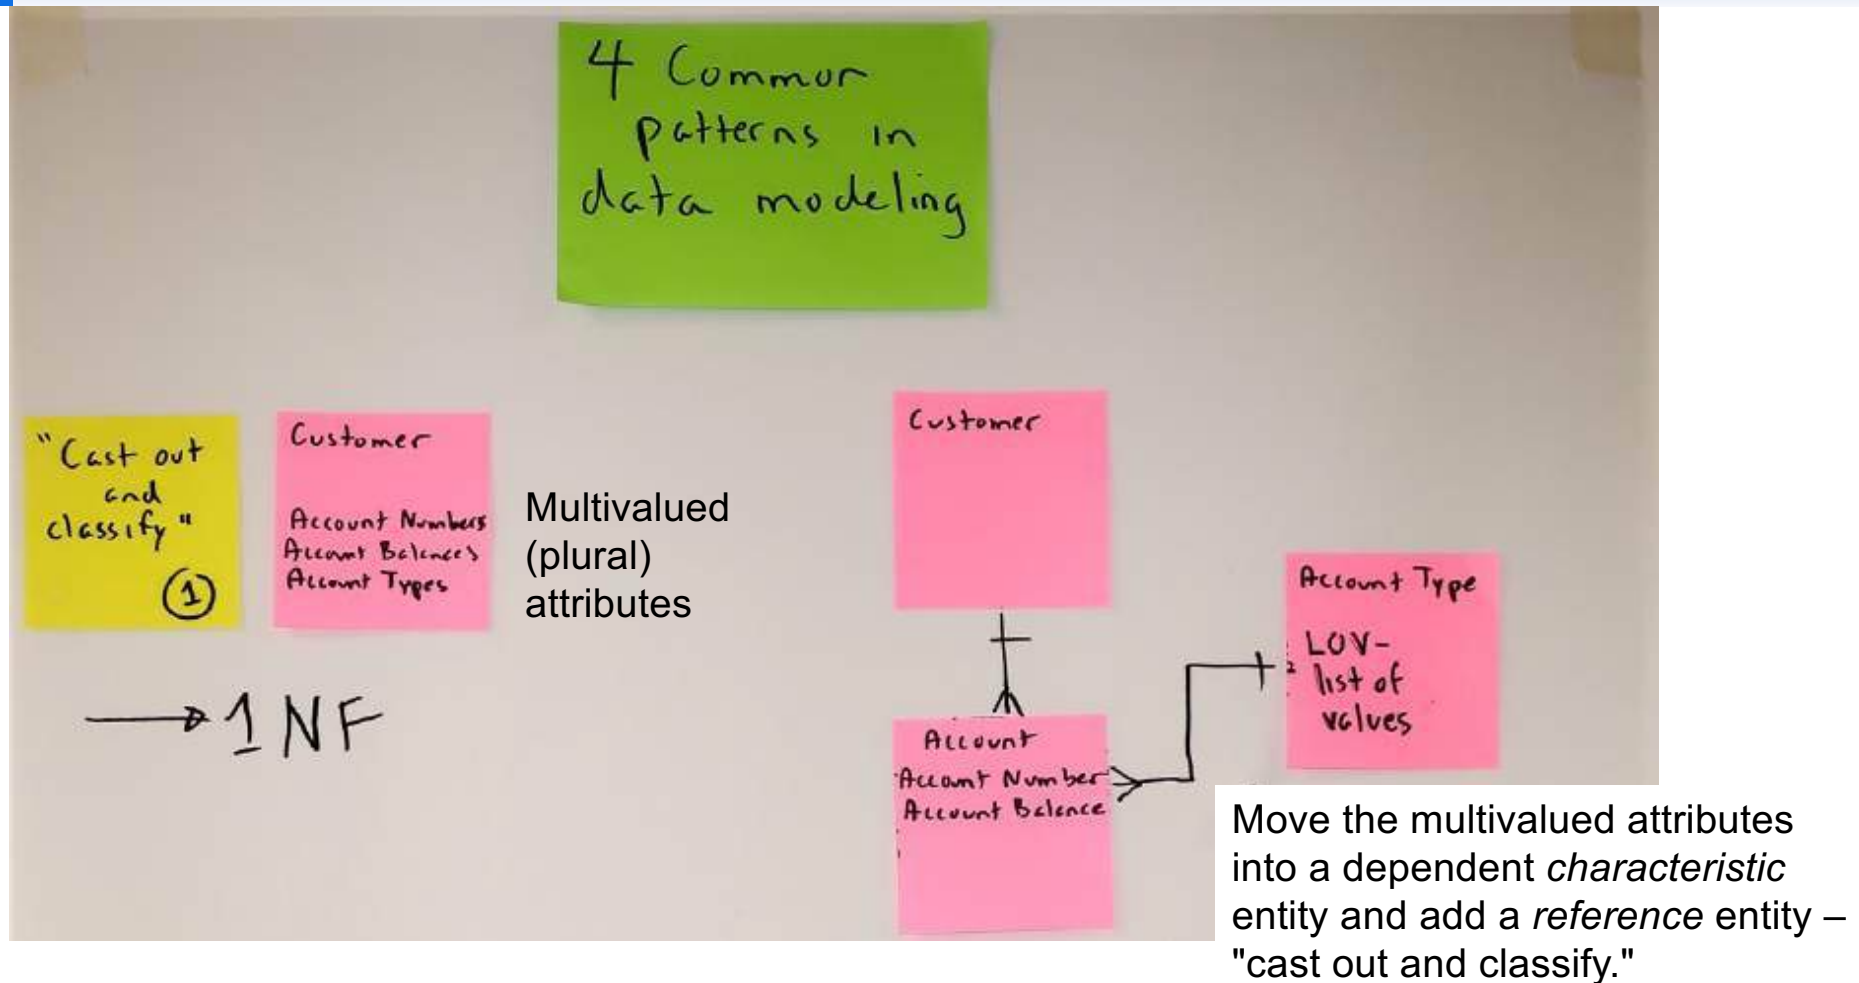 4 Common
patterns in
data modeling
"Cast out
and
classify"
1
Customer
Account Numbers
Account Balances
Account Types
Multivalued
(plural)
attributes
→ 1NF
Customer
Account
Account Number
Account Balance
Account Type
LOV-
list of
values
Move the multivalued attributes
into a dependent characteristic
entity and add a reference entity –
"cast out and classify."